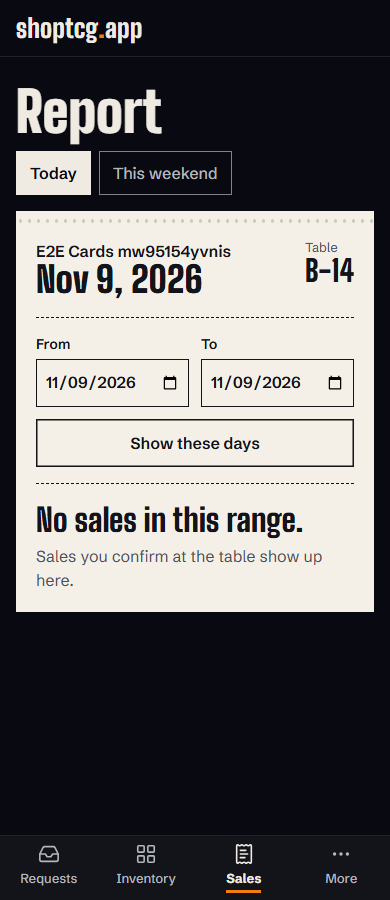 shoptcg.app
Report
Today
This weekend
E2E Cards mw95154yvnis
Nov 9, 2026
Table
B-14
From
To
11/09/2026
11/09/2026
Show these days
No sales in this range.
Sales you confirm at the table show up
here.
Requests
Inventory
Sales
More